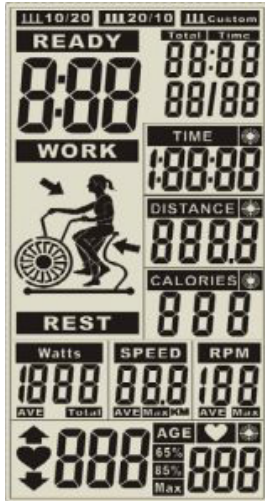 10/20 20/10 Custom
READY
Total Time
8:88
88:88
88/88
WORK
TIME
1:88:88
DISTANCE
888.8
CALORIES
888
REST
Watts SPEED RPM
1888 88.8 188
AVE Total AVE Max KM AVE Max
AGE
65%
85%
Max
888 888